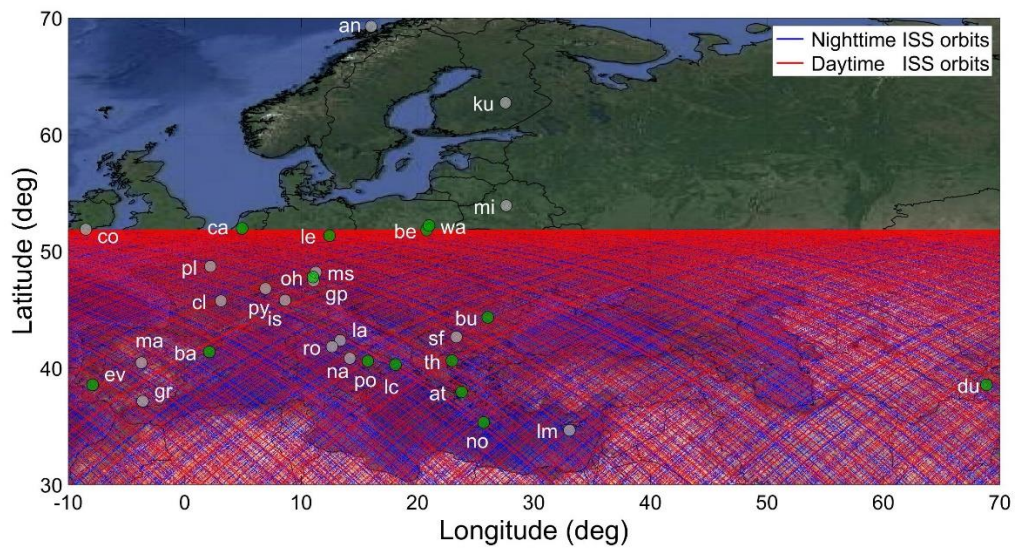 70
an
Nighttime ISS orbits
Daytime ISS orbits
ku
60
mi
co
ca
le
be
wa
50
pl
oh
ms
gp
cl
py
is
bu
ma
la
sf
ro
ba
th
40
na
po
lc
ev
gr
at
du
no
lm
30
-10
0
10
20
30
40
50
60
70
Latitude (deg)
Longitude (deg)